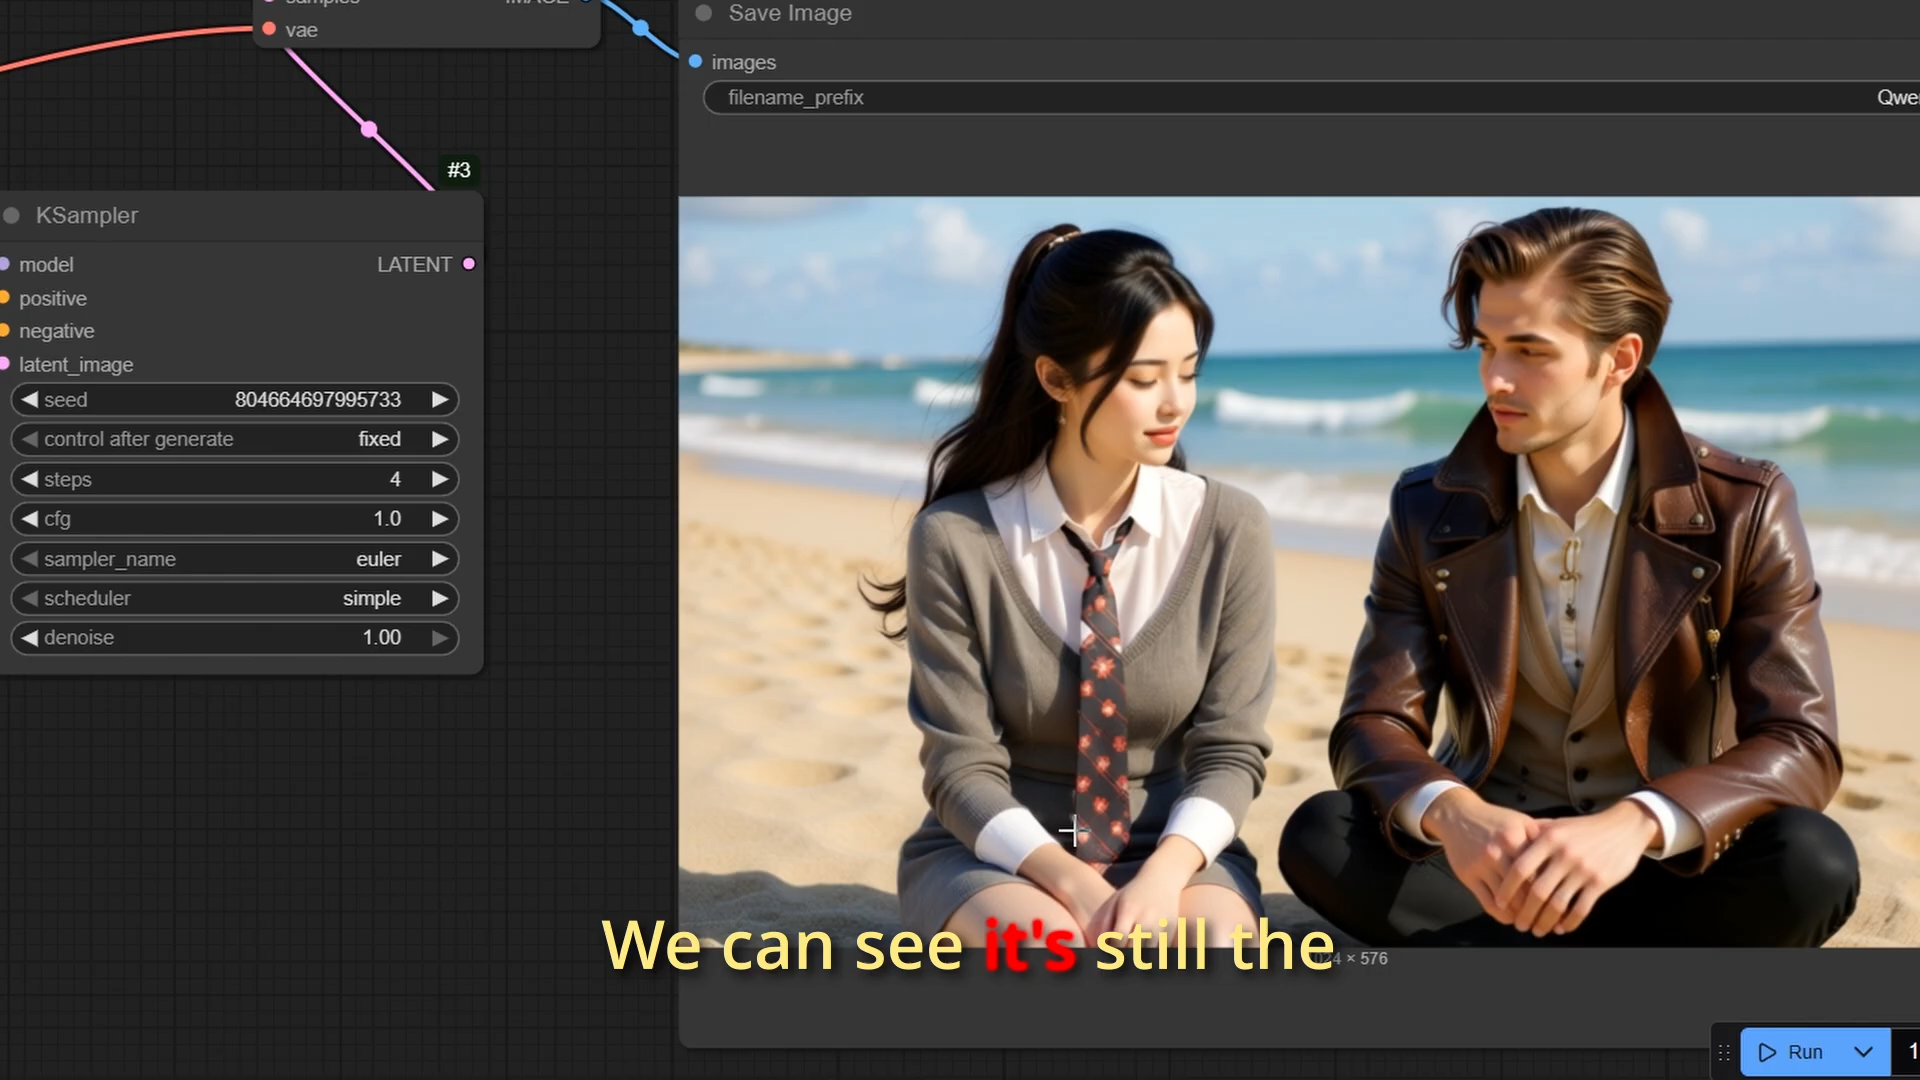 vae
Save Image
images
filename_prefix
#3
KSampler
model
LATENT
positive
negative
latent_image
seed 804664697995733
control after generate fixed
steps 4
cfg 1.0
sampler_name euler
scheduler simple
denoise 1.00
We can see it's still the
× 576
Run